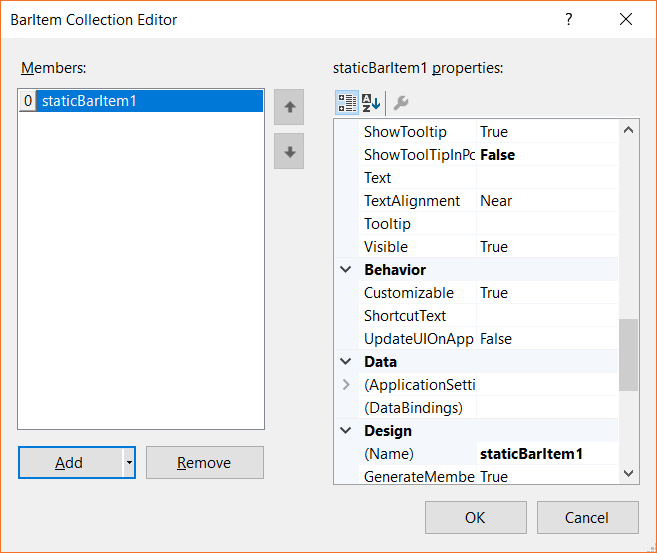 BarItem Collection Editor ?
Members: staticBarItem1 properties:
0 staticBarItem1
ShowTooltip True
ShowToolTipInPo False
Text
TextAlignment Near
Tooltip
Visible True
Behavior
Customizable True
ShortcutText
UpdateUIOnApp False
Data
(ApplicationSetti
(DataBindings)
Design
(Name) staticBarItem1
GenerateMembe True
Add Remove
OK Cancel